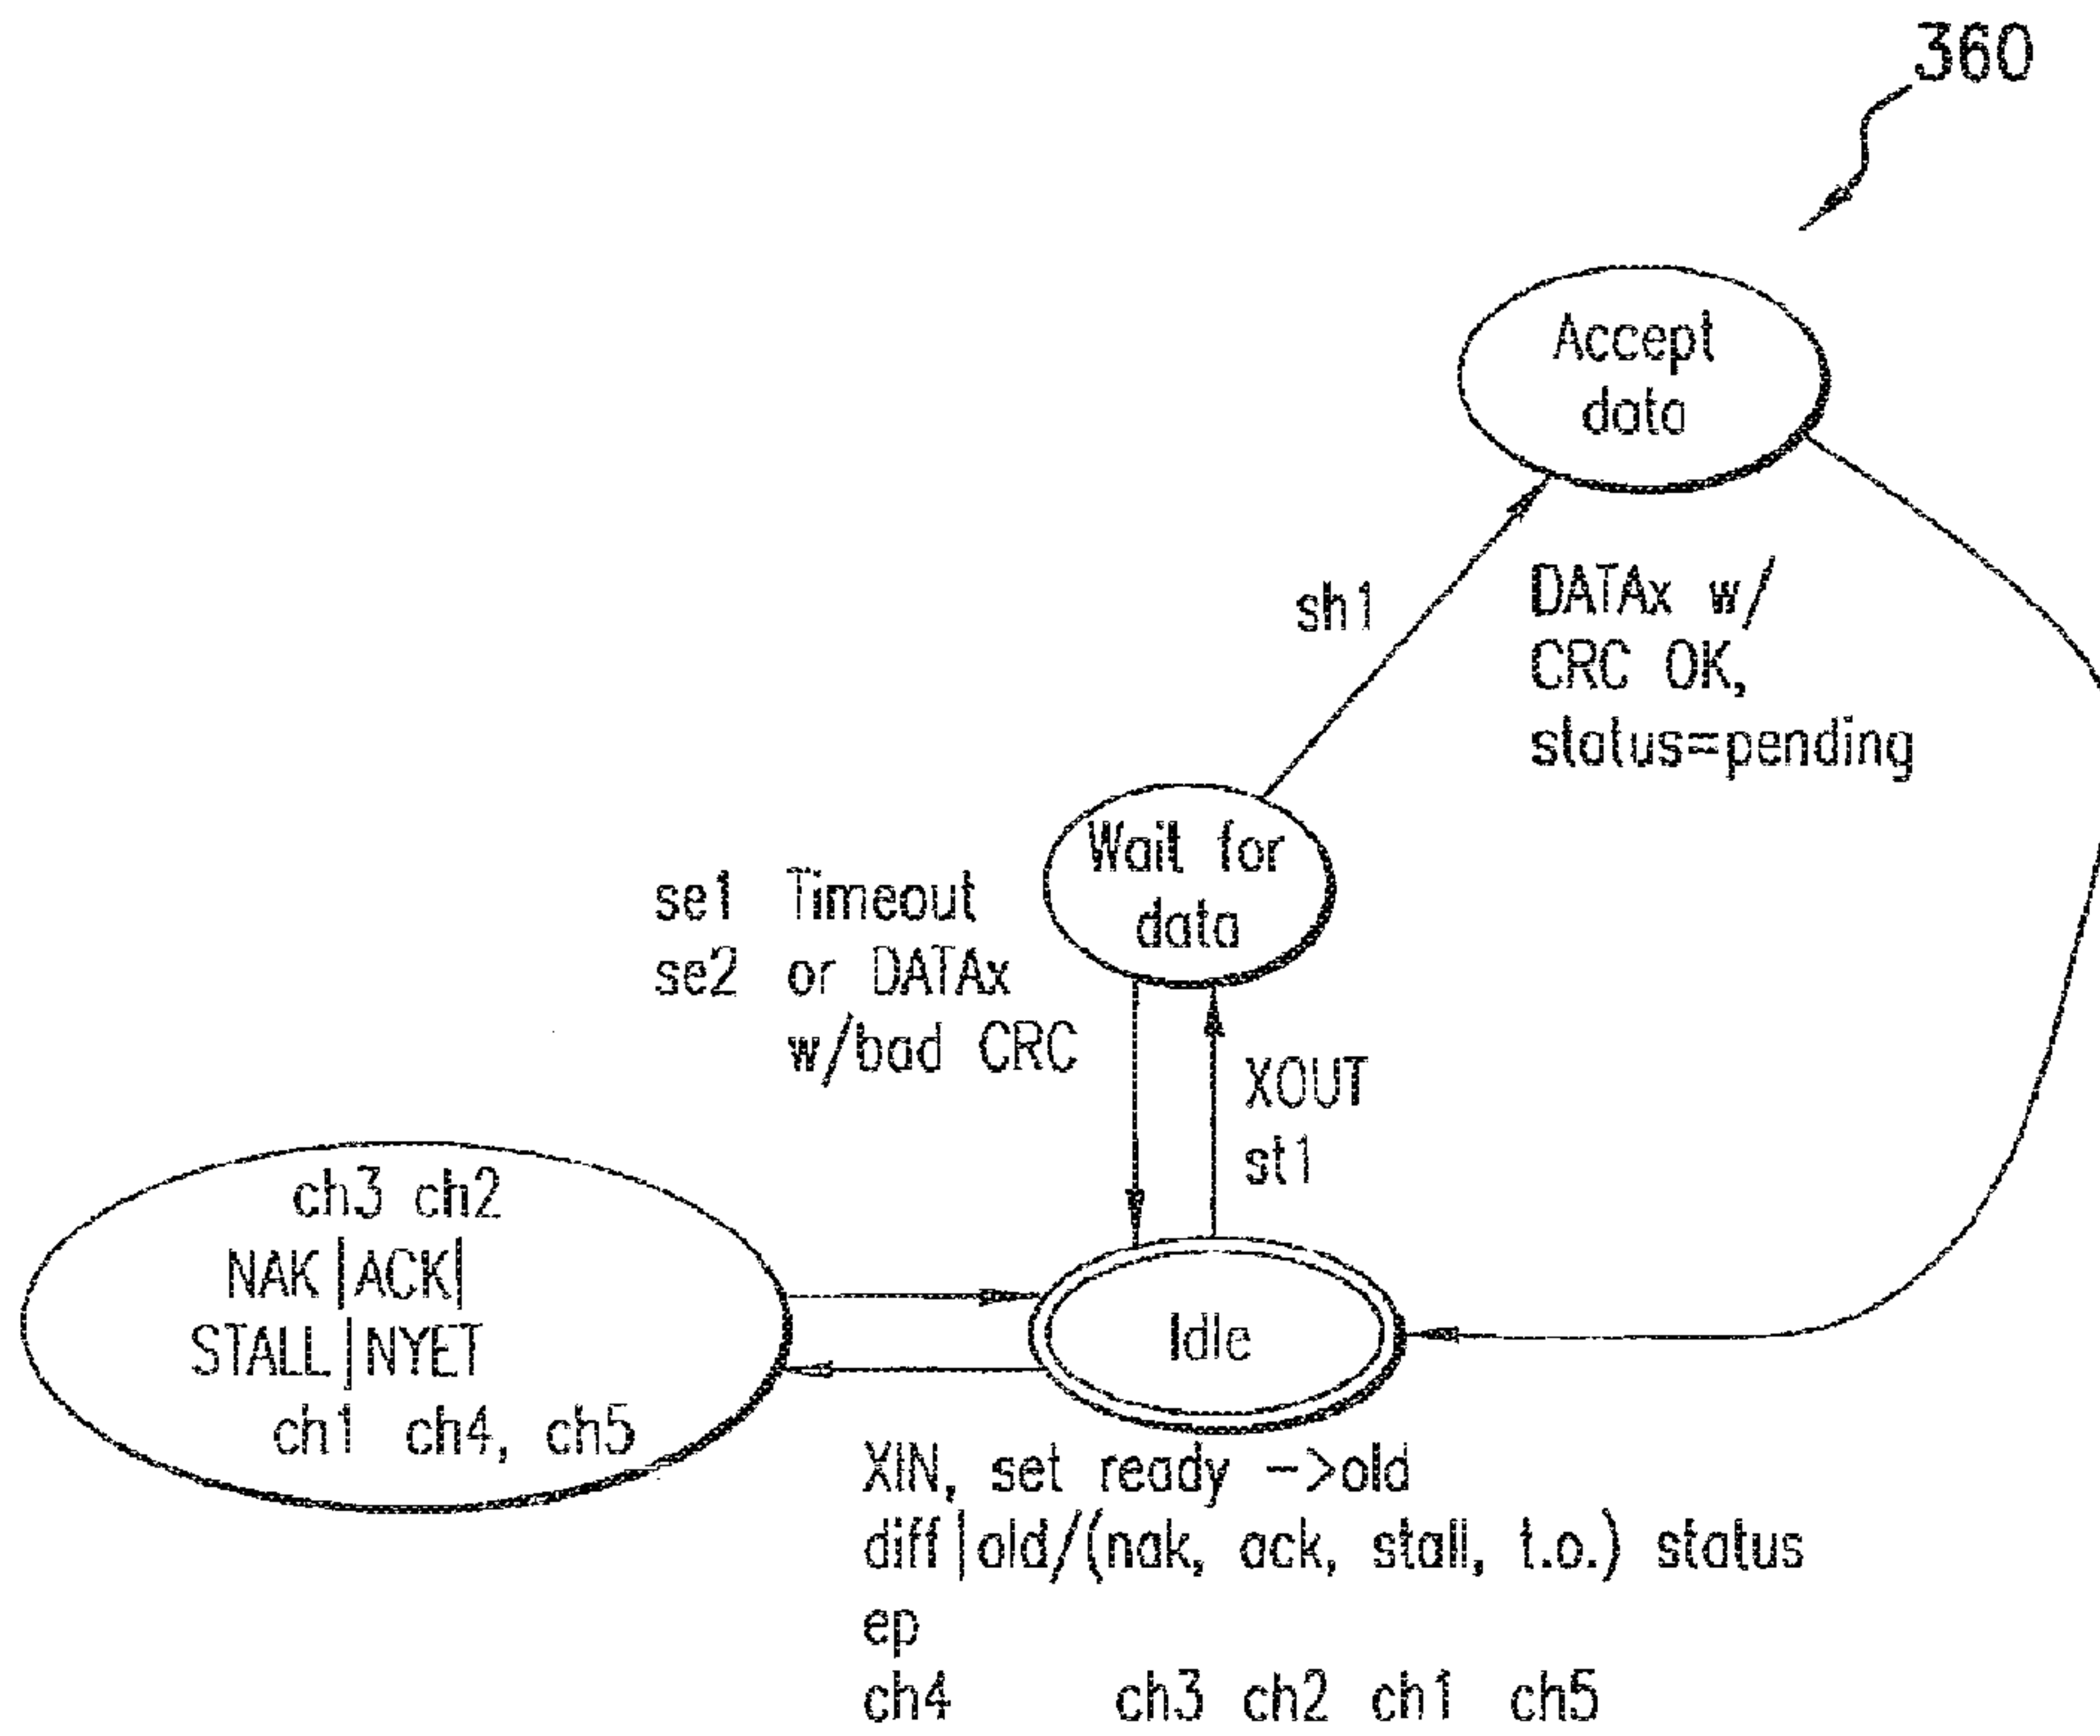 360
Accept
data
sh1
DATAx w/
CRC OK,
status=pending
Wait for
data
se1 Timeout
se2 or DATAx
w/bad CRC
XOUT
st1
ch3 ch2
NAK|ACK|
STALL|NYET
ch1 ch4, ch5
Idle
XIN, set ready ->old
diff|old/(nak, ack, stall, t.o.) status
ep
ch4 ch3 ch2 ch1 ch5